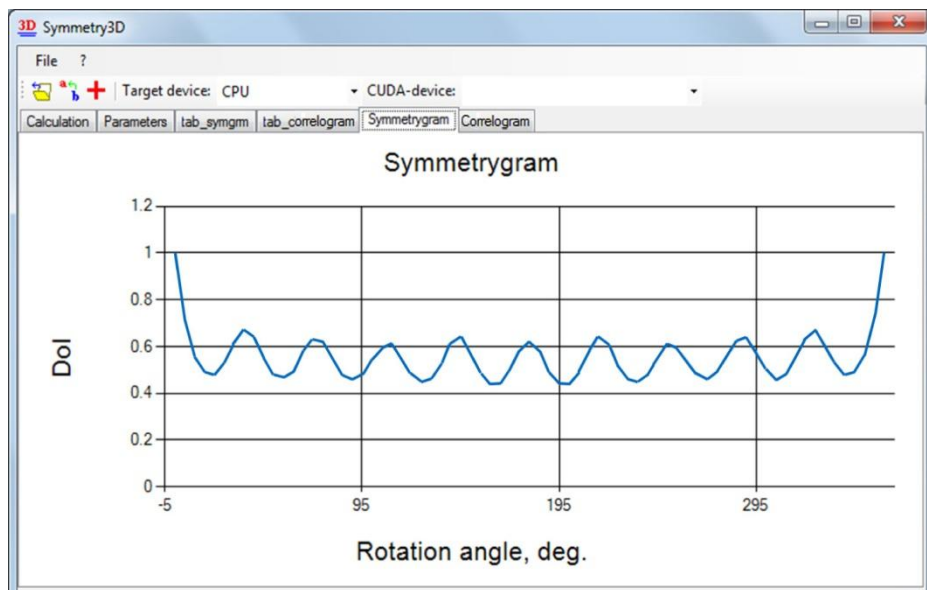 3D Symmetry3D
File ?
a b Target device: CPU CUDA-device:
Calculation Parameters tab_symgrm tab_correlogram Symmetrygram Correlogram
Symmetrygram
1.2
1
0.8
0.6
0.4
0.2
0
DoI
-5 95 195 295
Rotation angle, deg.